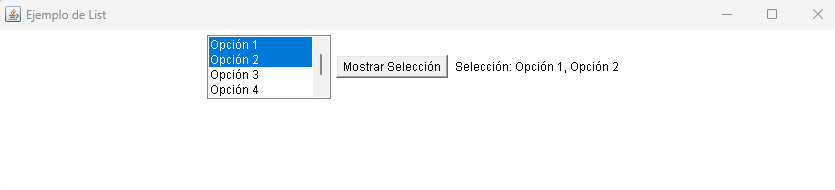 Ejemplo de List
Opción 1
Opción 2
Opción 3
Opción 4
Mostrar Selección
Selección: Opción 1, Opción 2